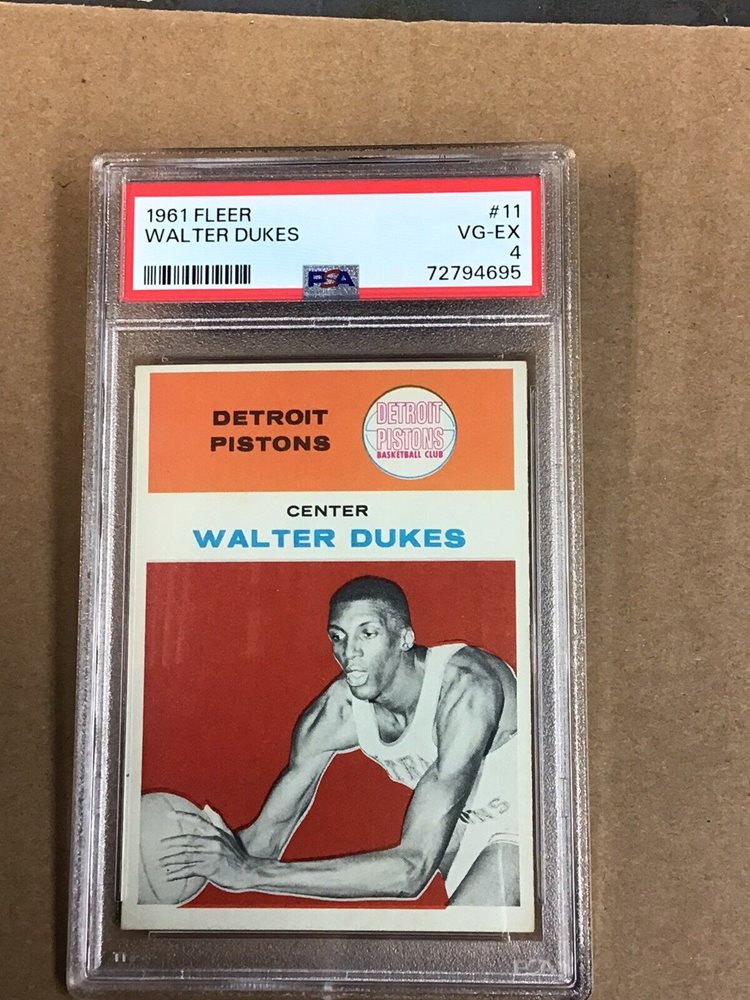 1961 FLEER #11
WALTER DUKES VG-EX
4
PSA 72794695
DETROIT
PISTONS
DETROIT
PISTONS
BASKETBALL CLUB
CENTER
WALTER DUKES
PSA